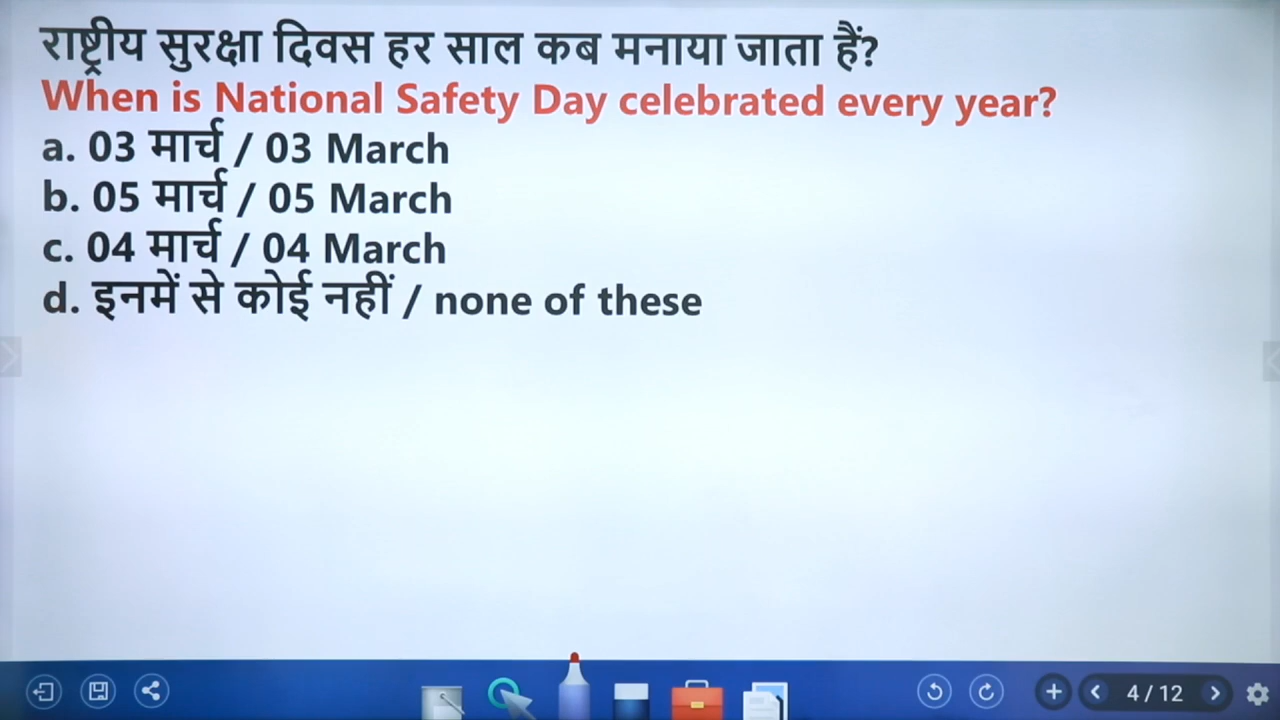 राष्ट्रीय सुरक्षा दिवस हर साल कब मनाया जाता हैं?
When is National Safety Day celebrated every year?
a. 03 मार्च / 03 March
b. 05 मार्च / 05 March
c. 04 मार्च / 04 March
d. इनमें से कोई नहीं / none of these
4 / 12